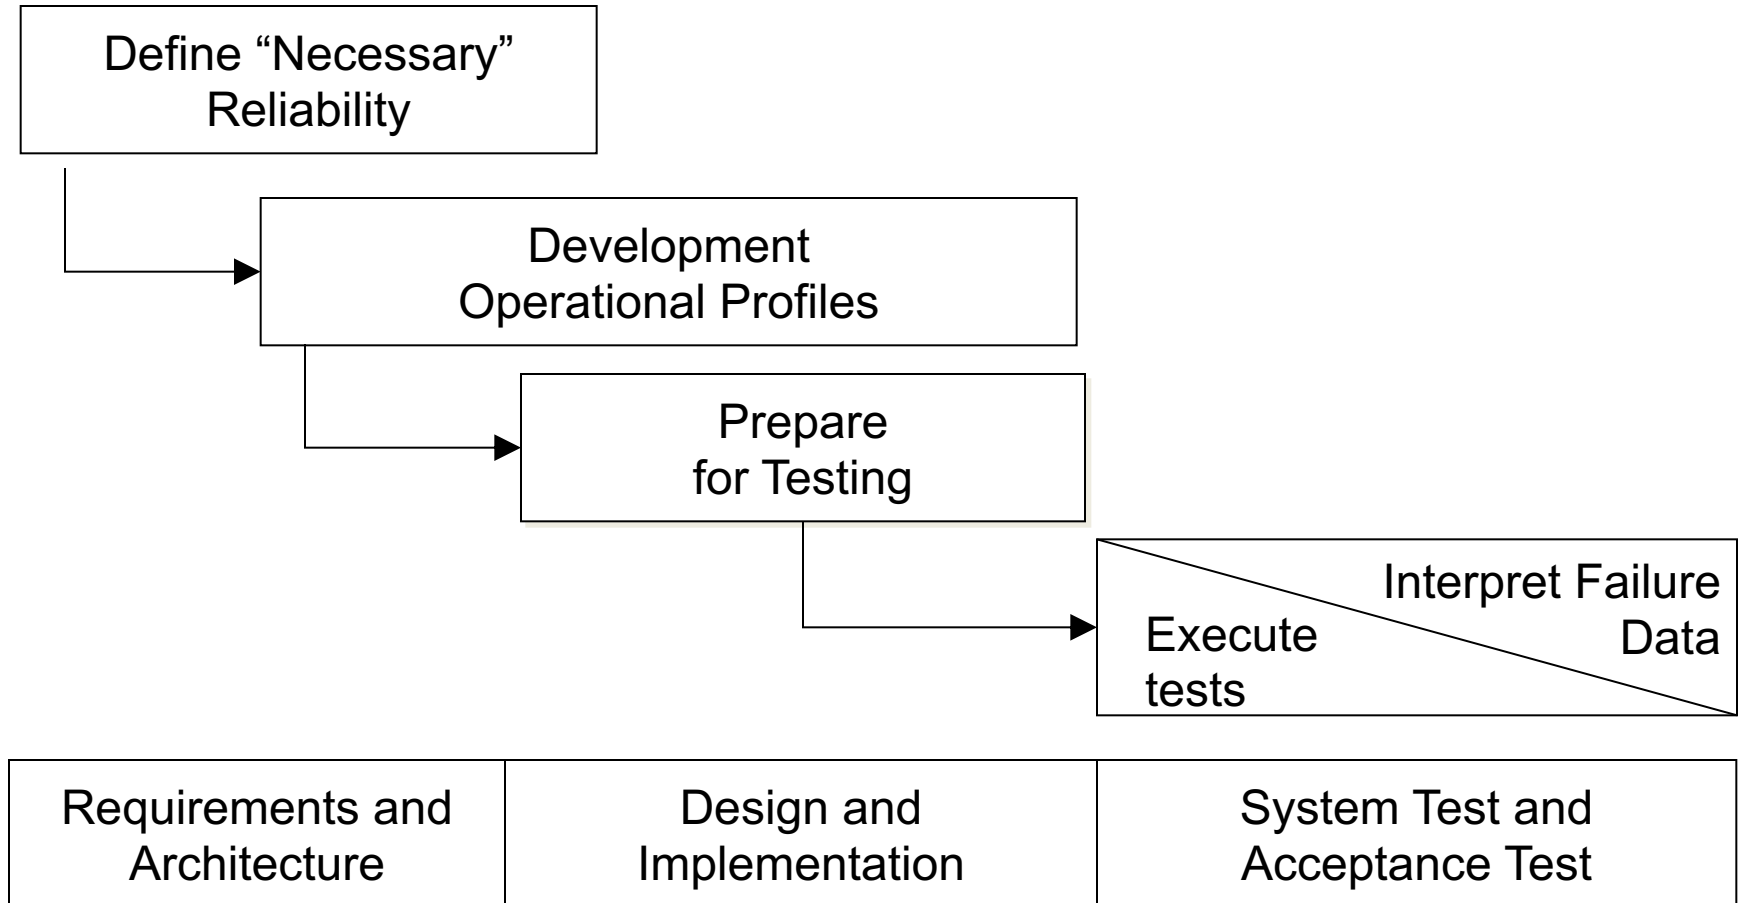 Define “Necessary”
Reliability
Development
Operational Profiles
Prepare
for Testing
Interpret Failure
Data
Execute
tests
Requirements and
Architecture
Design and
Implementation
System Test and
Acceptance Test